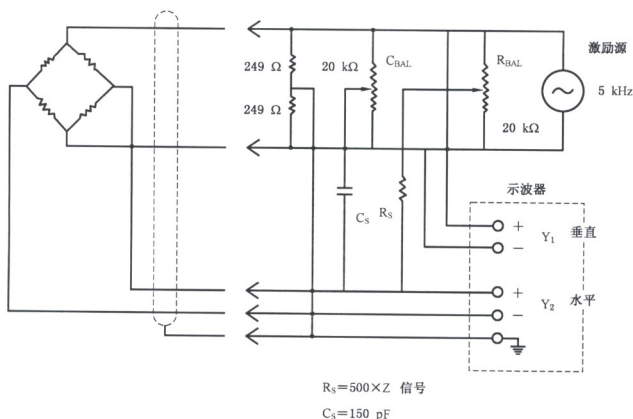 激励源
5 kHz
249 Ω
249 Ω
20 kΩ
C_BAL
R_BAL
20 kΩ
C_S
R_S
示波器
+
−
Y_1
垂直
+
−
Y_2
水平
R_S=500×Z 信号
C_S=150 pF